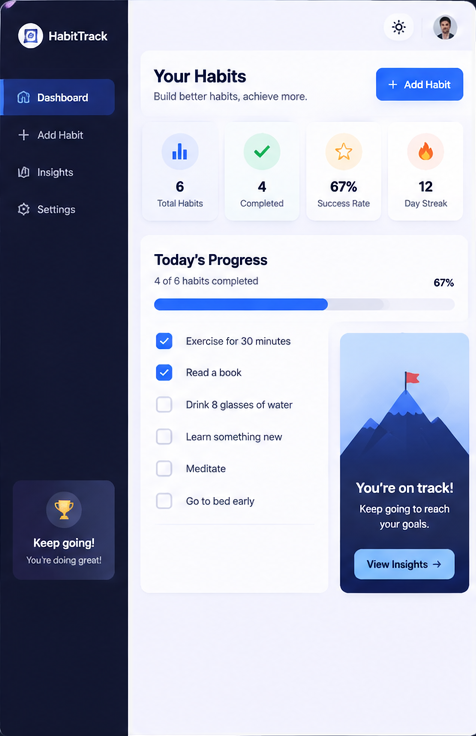 HabitTrack
Dashboard
Add Habit
Insights
Settings
Keep going!
You're doing great!
Your Habits
Build better habits, achieve more.
Add Habit
6
Total Habits
4
Completed
67%
Success Rate
12
Day Streak
Today's Progress
4 of 6 habits completed
67%
Exercise for 30 minutes
Read a book
Drink 8 glasses of water
Learn something new
Meditate
Go to bed early
You're on track!
Keep going to reach
your goals.
View Insights →